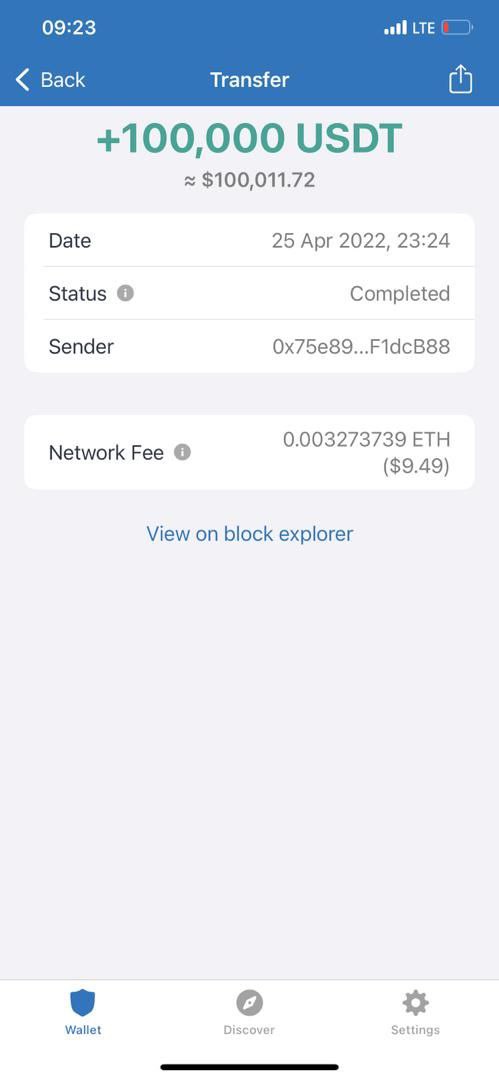 09:23
LTE
Back
Transfer
+100,000 USDT
≈ $100,011.72
Date
25 Apr 2022, 23:24
Status
Completed
Sender
0x75e89...F1dcB88
Network Fee
0.003273739 ETH
($9.49)
View on block explorer
Wallet
Discover
Settings